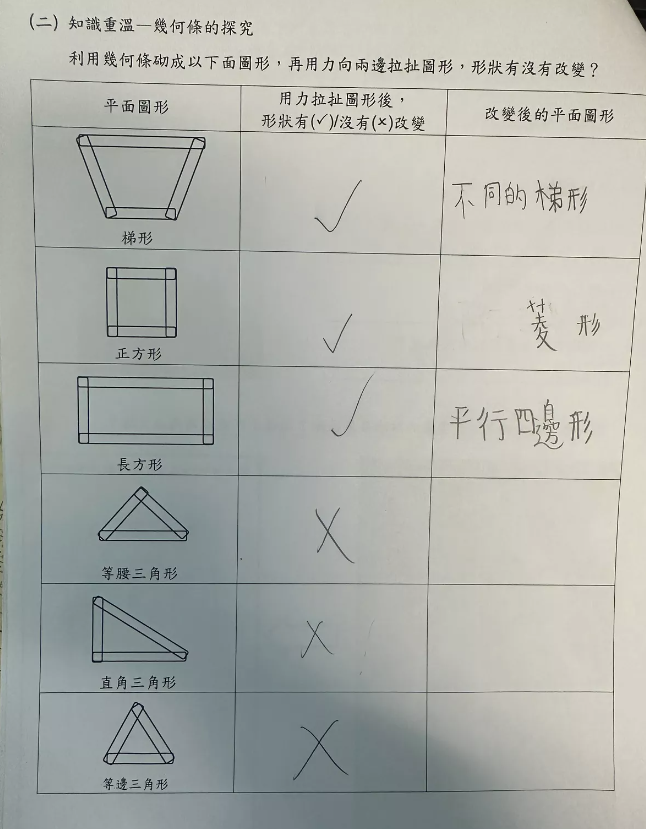 (二) 知識重溫—幾何條的探究
利用幾何條砌成以下面圖形，再用力向兩邊拉扯圖形，形狀有沒有改變？
平面圖形
用力拉扯圖形後，
形狀有(✓)/沒有(×)改變
改變後的平面圖形
梯形
✓
不同的梯形
正方形
✓
菱形
長方形
✓
平行四邊形
等腰三角形
×
直角三角形
×
等邊三角形
×